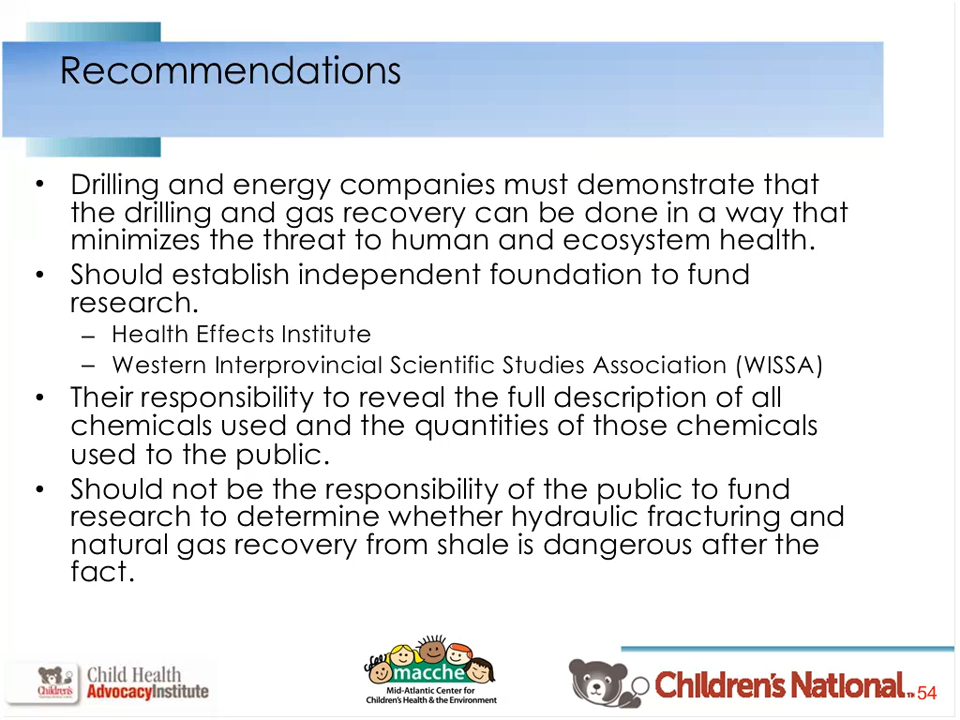 Recommendations
• Drilling and energy companies must demonstrate that
the drilling and gas recovery can be done in a way that
minimizes the threat to human and ecosystem health.
• Should establish independent foundation to fund
research.
– Health Effects Institute
– Western Interprovincial Scientific Studies Association (WISSA)
• Their responsibility to reveal the full description of all
chemicals used and the quantities of those chemicals
used to the public.
• Should not be the responsibility of the public to fund
research to determine whether hydraulic fracturing and
natural gas recovery from shale is dangerous after the
fact.
Children's
Child Health
AdvocacyInstitute
macche
Mid-Atlantic Center for
Children's Health & the Environment
Children's National™
54